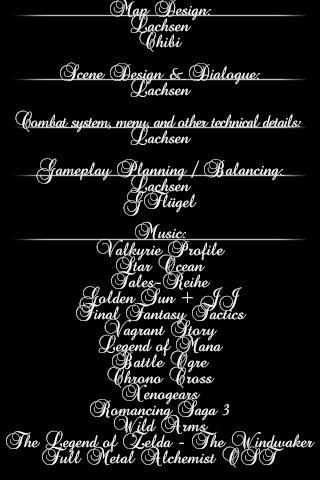 Map Design:
Lachsen
Chibi
Scene Design & Dialogue:
Lachsen
Combat system, menu, and other technical details:
Lachsen
Gameplay Planning / Balancing:
Lachsen
G Flügel
Music:
Valkyrie Profile
Star Ocean
Tales-Reihe
Golden Sun + II
Final Fantasy Tactics
Vagrant Story
Legend of Mana
Battle Ogre
Chrono Cross
Xenogears
Romancing Saga 3
Wild Arms
The Legend of Zelda - The Windwaker
Full Metal Alchemist OST